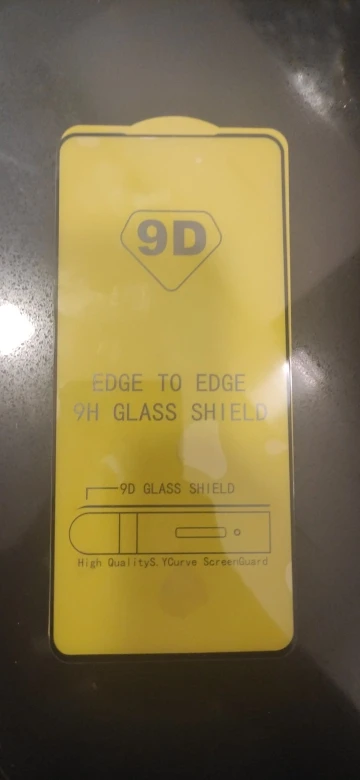 9D
EDGE TO EDGE
9H GLASS SHIELD
9D GLASS SHIELD
High QualityS.YCurve ScreenGuard